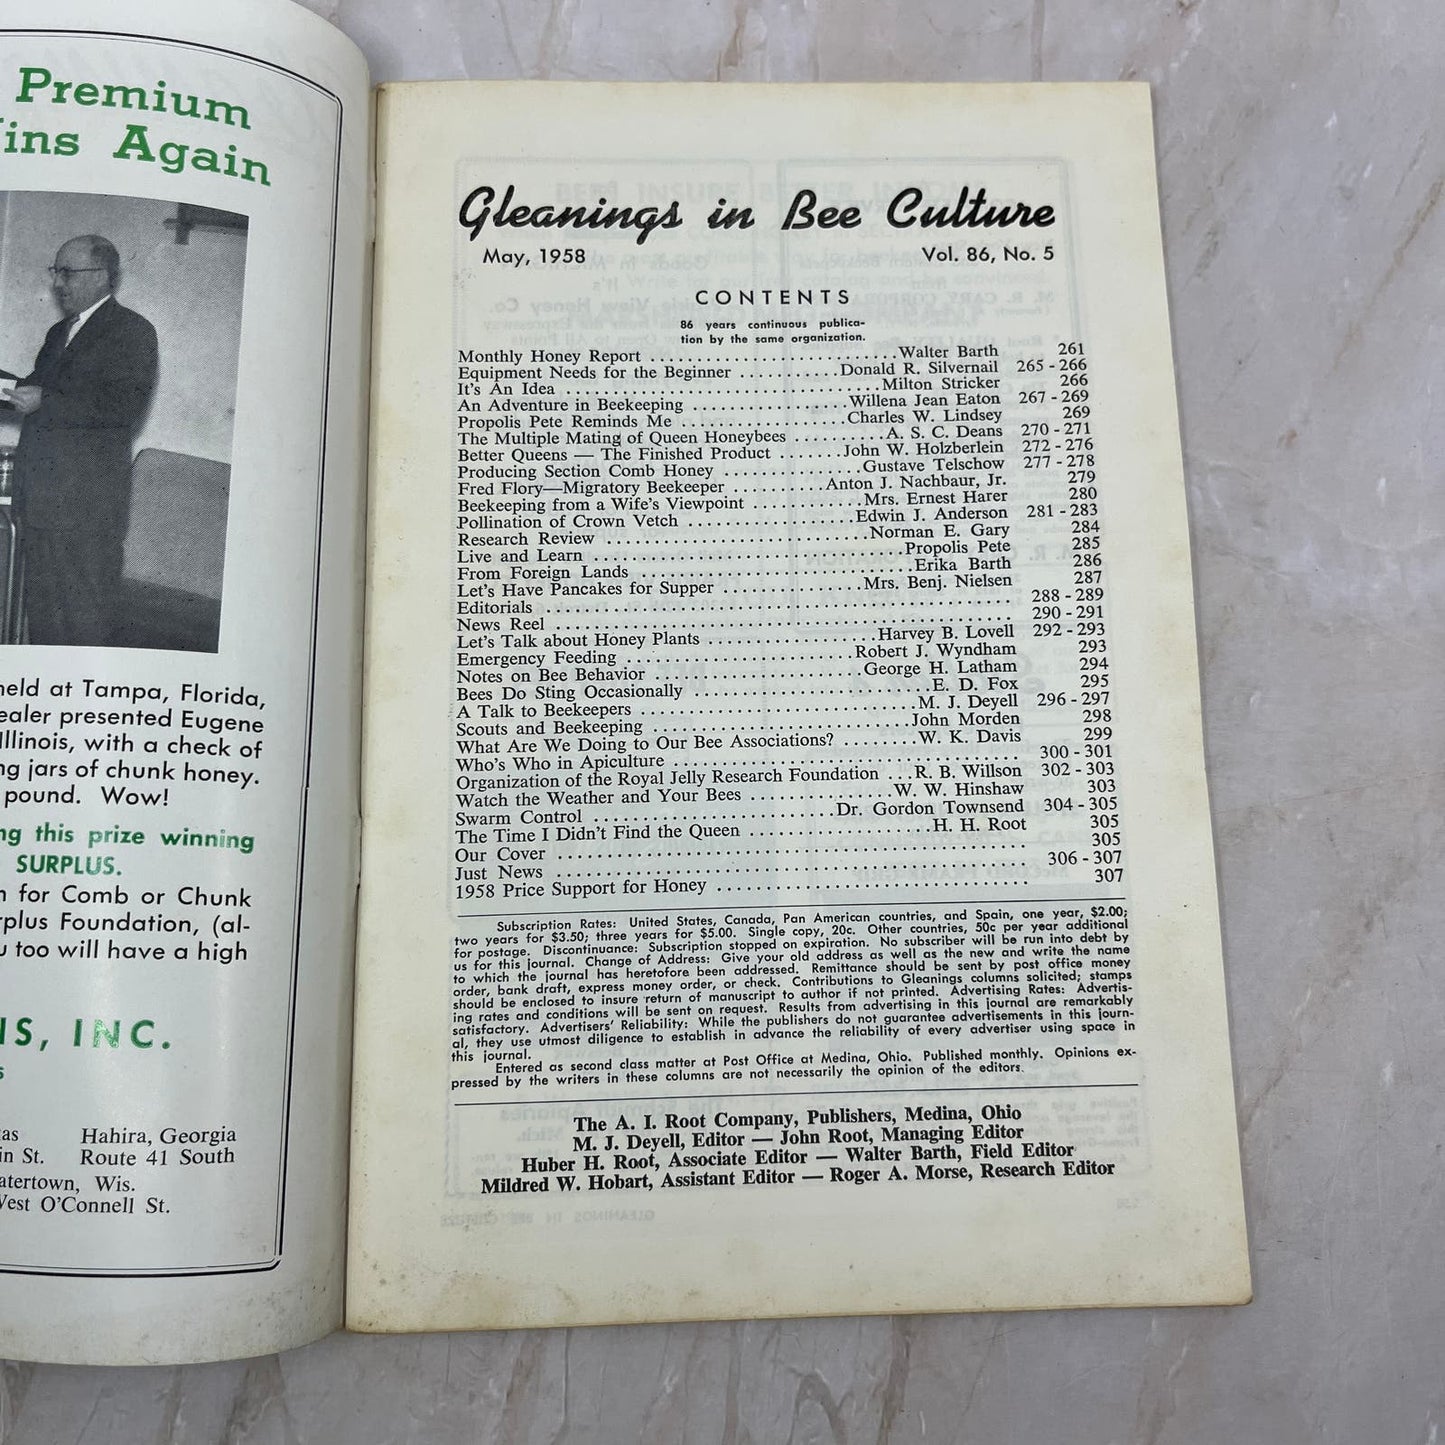 Premium
ins Again
held at Tampa, Florida,
ealer presented Eugene
Illinois, with a check of
ng jars of chunk honey.
pound. Wow!
ng this prize winning
SURPLUS.
n for Comb or Chunk
rplus Foundation, (al-
u too will have a high
S, INC.
s
as Hahira, Georgia
in St. Route 41 South
atertown, Wis.
West O'Connell St.
Gleanings in Bee Culture
May, 1958 Vol. 86, No. 5
CONTENTS
86 years continuous publica-
tion by the same organization.
Monthly Honey Report . . . . . . . . Walter Barth 261
Equipment Needs for the Beginner . . . . . . . . Donald R. Silvernail 265 - 266
It's An Idea . . . . . . . . Milton Stricker 266
An Adventure in Beekeeping . . . . . . . . Willena Jean Eaton 267 - 269
Propolis Pete Reminds Me . . . . . . . . Charles W. Lindsey 269
The Multiple Mating of Queen Honeybees . . . . . . . . A. S. C. Deans 270 - 271
Better Queens — The Finished Product . . . . . . . John W. Holzberlein 272 - 276
Producing Section Comb Honey . . . . . . . . Gustave Telschow 277 - 278
Fred Flory—Migratory Beekeeper . . . . . . . . Anton J. Nachbaur, Jr. 279
Beekeeping from a Wife's Viewpoint . . . . . . . . Mrs. Ernest Harer 280
Pollination of Crown Vetch . . . . . . . . Edwin J. Anderson 281 - 283
Research Review . . . . . . . . Norman E. Gary 284
Live and Learn . . . . . . . . Propolis Pete 285
From Foreign Lands . . . . . . . . Erika Barth 286
Let's Have Pancakes for Supper . . . . . . . . Mrs. Benj. Nielsen 287
Editorials . . . . . . . . 288 - 289
News Reel . . . . . . . . 290 - 291
Let's Talk about Honey Plants . . . . . . . . Harvey B. Lovell 292 - 293
Emergency Feeding . . . . . . . . Robert J. Wyndham 293
Notes on Bee Behavior . . . . . . . . George H. Latham 294
Bees Do Sting Occasionally . . . . . . . . E. D. Fox 295
A Talk to Beekeepers . . . . . . . . M. J. Deyell 296 - 297
Scouts and Beekeeping . . . . . . . . John Morden 298
What Are We Doing to Our Bee Associations? . . . . . . . . W. K. Davis 299
Who's Who in Apiculture . . . . . . . . 300 - 301
Organization of the Royal Jelly Research Foundation . . . R. B. Willson 302 - 303
Watch the Weather and Your Bees . . . . . . . . W. W. Hinshaw 303
Swarm Control . . . . . . . . Dr. Gordon Townsend 304 - 305
The Time I Didn't Find the Queen . . . . . . . . H. H. Root 305
Our Cover . . . . . . . . 305
Just News . . . . . . . . 306 - 307
1958 Price Support for Honey . . . . . . . . 307
Subscription Rates: United States, Canada, Pan American countries, and Spain, one year, $2.00;
two years for $3.50; three years for $5.00. Single copy, 20c. Other countries, 50c per year additional
for postage. Discontinuance: Subscription stopped on expiration. No subscriber will be run into debt by
us for this journal. Change of Address: Give your old address as well as the new and write the name
to which the journal has heretofore been addressed. Remittance should be sent by post office money
order, bank draft, express money order, or check. Contributions to Gleanings columns solicited; stamps
should be enclosed to insure return of manuscript to author if not printed. Advertising Rates: Advertis-
ing rates and conditions will be sent on request. Results from advertising in this journal are remarkably
satisfactory. Advertisers' Reliability: While the publishers do not guarantee advertisements in this journ-
al, they use utmost diligence to establish in advance the reliability of every advertiser using space in
this journal.
Entered as second class matter at Post Office at Medina, Ohio. Published monthly. Opinions ex-
pressed by the writers in these columns are not necessarily the opinion of the editors.
The A. I. Root Company, Publishers, Medina, Ohio
M. J. Deyell, Editor — John Root, Managing Editor
Huber H. Root, Associate Editor — Walter Barth, Field Editor
Mildred W. Hobart, Assistant Editor — Roger A. Morse, Research Editor